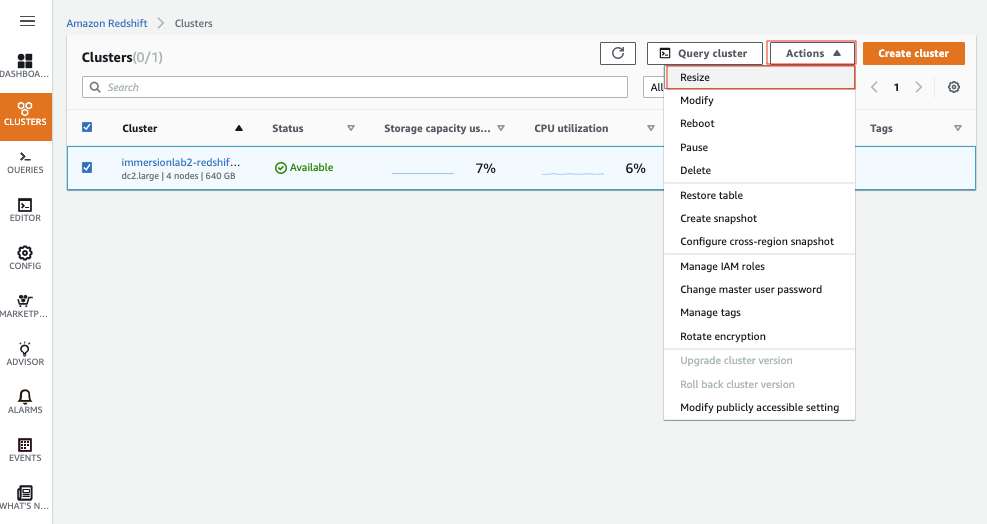 Amazon Redshift > Clusters
Clusters(0/1)
Query cluster
Actions
Create cluster
Search
All
1
Resize
Modify
Reboot
Pause
Delete
Restore table
Create snapshot
Configure cross-region snapshot
Manage IAM roles
Change master user password
Manage tags
Rotate encryption
Upgrade cluster version
Roll back cluster version
Modify publicly accessible setting
Cluster
Status
Storage capacity us...
CPU utilization
Tags
immersionlab2-redshif...
dc2.large | 4 nodes | 640 GB
Available
7%
6%
DASHBOA...
CLUSTERS
QUERIES
EDITOR
CONFIG
MARKETP...
ADVISOR
ALARMS
EVENTS
WHAT'S N...